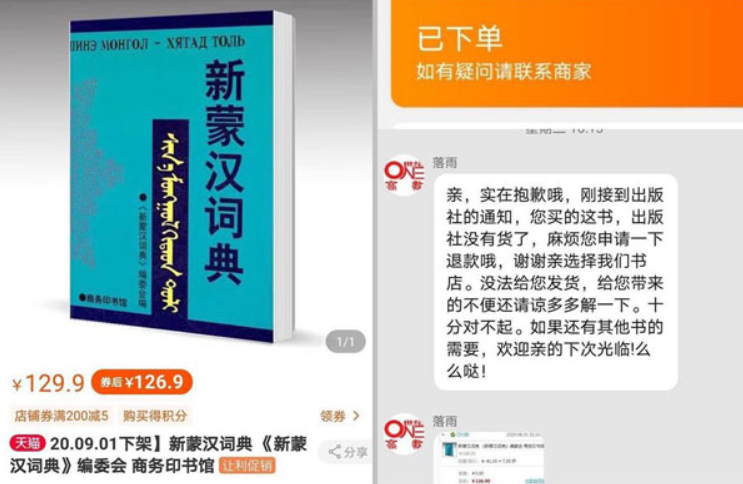 ШИНЭ МОНГОЛ - ХЯТАД ТОЛЬ
新蒙汉词典
●《新蒙汉词典》编委会编
●商务印书馆
1/1
¥129.9 券后¥126.9
店铺券满200减5 购买得积分 领券 >
天猫 20.09.01下架】新蒙汉词典《新蒙
汉词典》编委会 商务印书馆 让利促销
分享
已下单
如有疑问请联系商家
落雨
亲，实在抱歉哦，刚接到出版
社的通知，您买的这书，出版
社没有货了，麻烦您申请一下
退款哦，谢谢亲选择我们书
店。没法给您发货，给您带来
的不便还请谅多多解一下。十
分对不起。如果还有其他书的
需要，欢迎亲的下次光临!么
么哒！
落雨